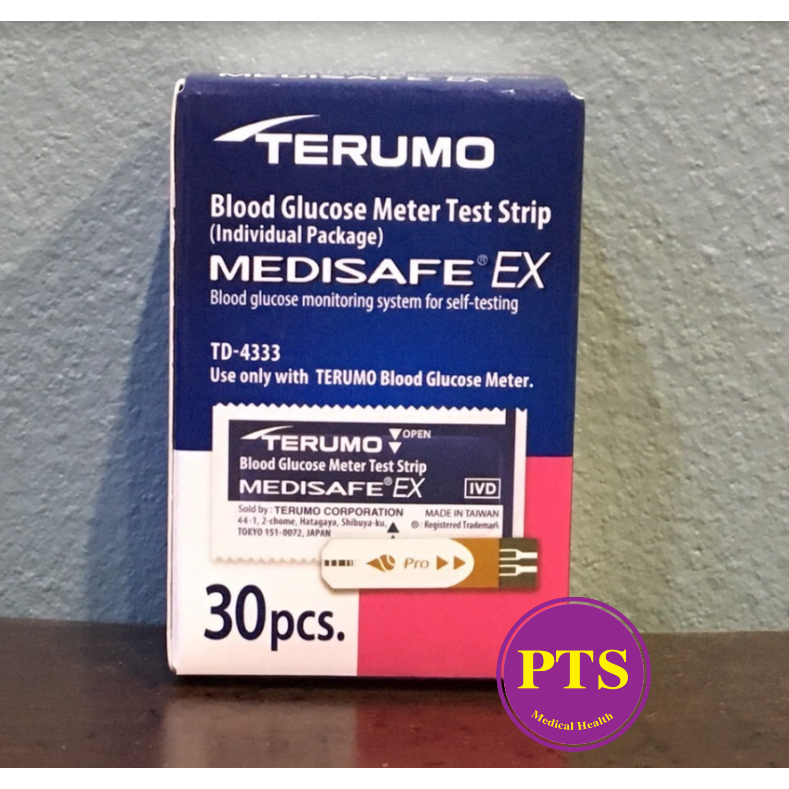 MEDISAFE EX
TERUMO
Blood Glucose Meter Test Strip
(Individual Package)
MEDISAFE® EX
Blood glucose monitoring system for self-testing
TD-4333
Use only with TERUMO Blood Glucose Meter.
TERUMO
OPEN
Blood Glucose Meter Test Strip
MEDISAFE® EX
IVD
Sold by : TERUMO CORPORATION
44-1, 2-chome, Hatagaya, Shibuya-ku,
TOKYO 151-0072, JAPAN
MADE IN TAIWAN
® : Registered Trademark
Pro
30pcs.
PTS
Medical Health